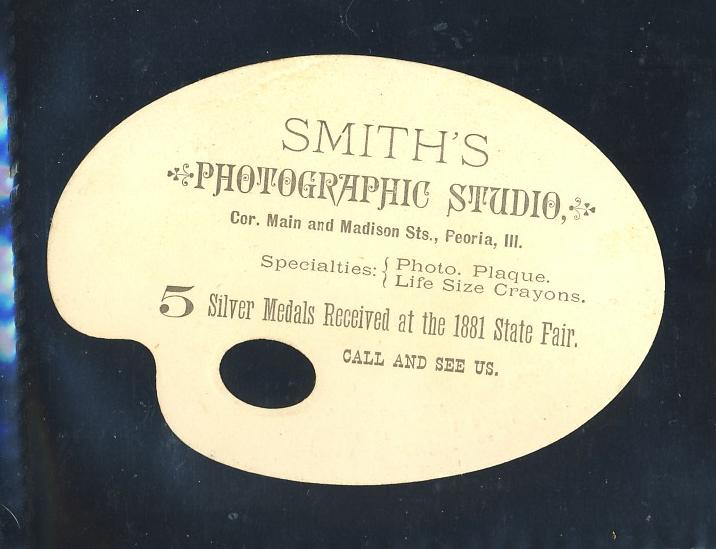 SMITH'S
PHOTOGRAPHIC STUDIO,
Cor. Main and Madison Sts., Peoria, Ill.
Specialties: { Photo. Plaque.
Life Size Crayons.
5 Silver Medals Received at the 1881 State Fair.
CALL AND SEE US.